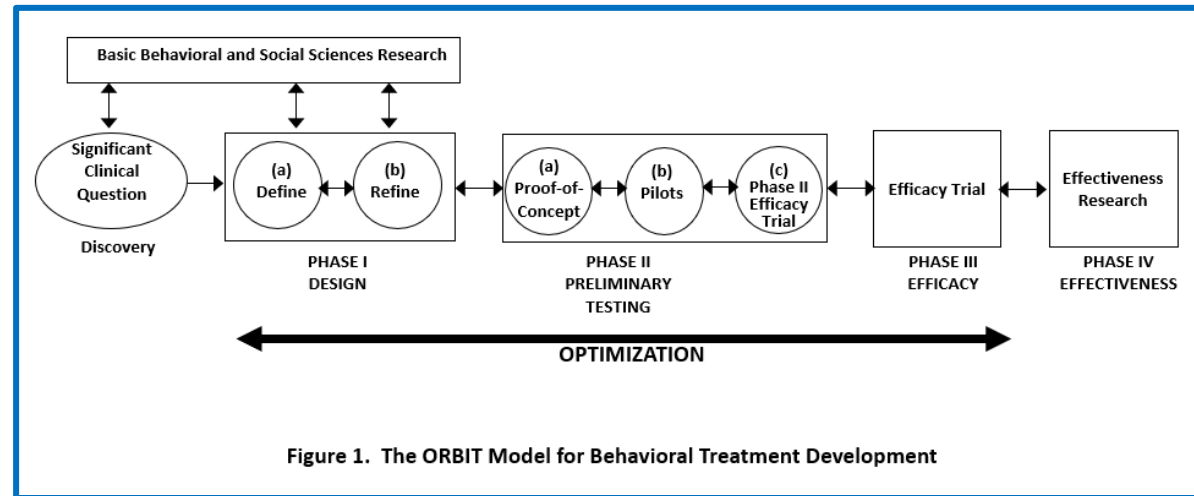 Basic Behavioral and Social Sciences Research
Significant
Clinical
Question
Discovery
(a)
Define
(b)
Refine
PHASE I
DESIGN
(a)
Proof-of-
Concept
(b)
Pilots
(c)
Phase II
Efficacy
Trial
PHASE II
PRELIMINARY
TESTING
Efficacy Trial
PHASE III
EFFICACY
Effectiveness
Research
PHASE IV
EFFECTIVENESS
OPTIMIZATION
Figure 1. The ORBIT Model for Behavioral Treatment Development